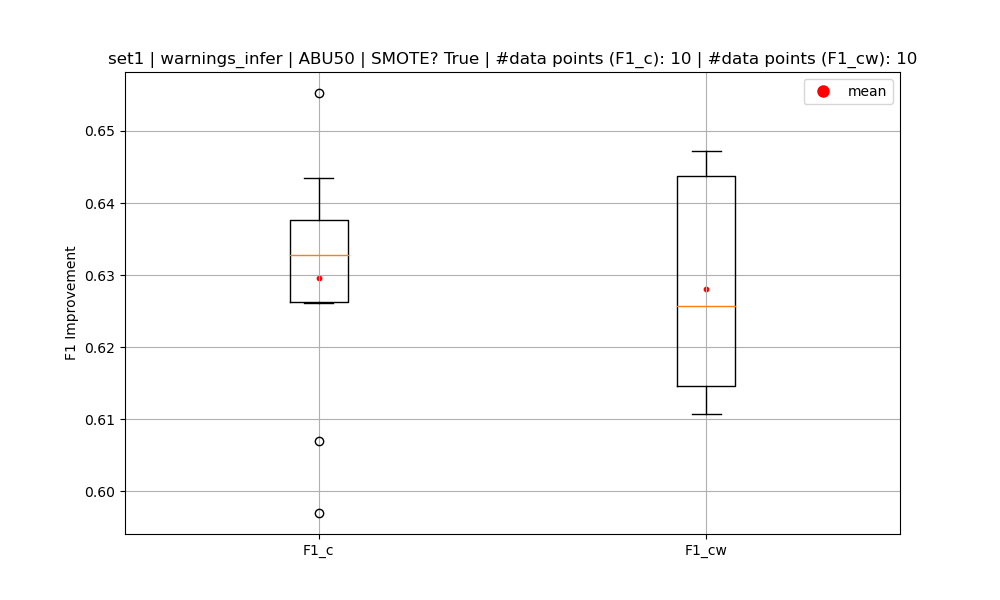 set1 | warnings_infer | ABU50 | SMOTE? True | #data points (F1_c): 10 | #data points (F1_cw): 10
mean
F1 Improvement
0.65
0.64
0.63
0.62
0.61
0.60
F1_c
F1_cw